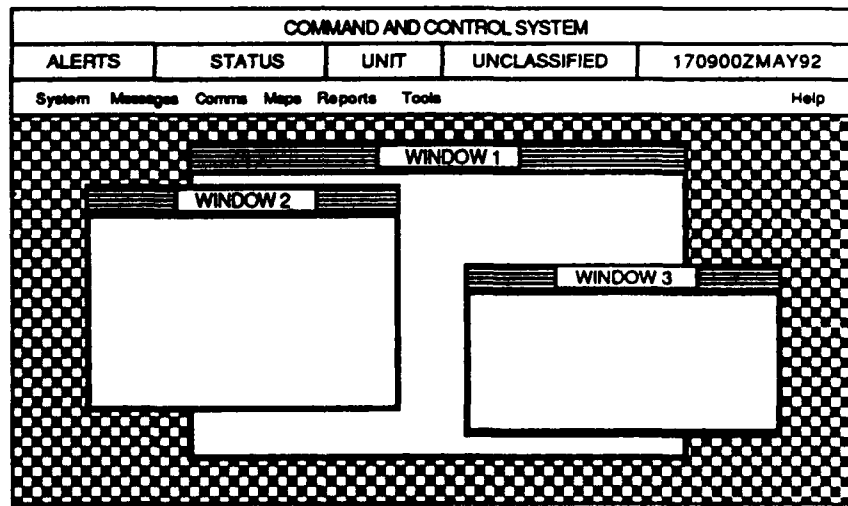 COMMAND AND CONTROL SYSTEM
ALERTS STATUS UNIT UNCLASSIFIED 170900ZMAY92
System Messages Comms Maps Reports Tools Help
WINDOW 1
WINDOW 2
WINDOW 3